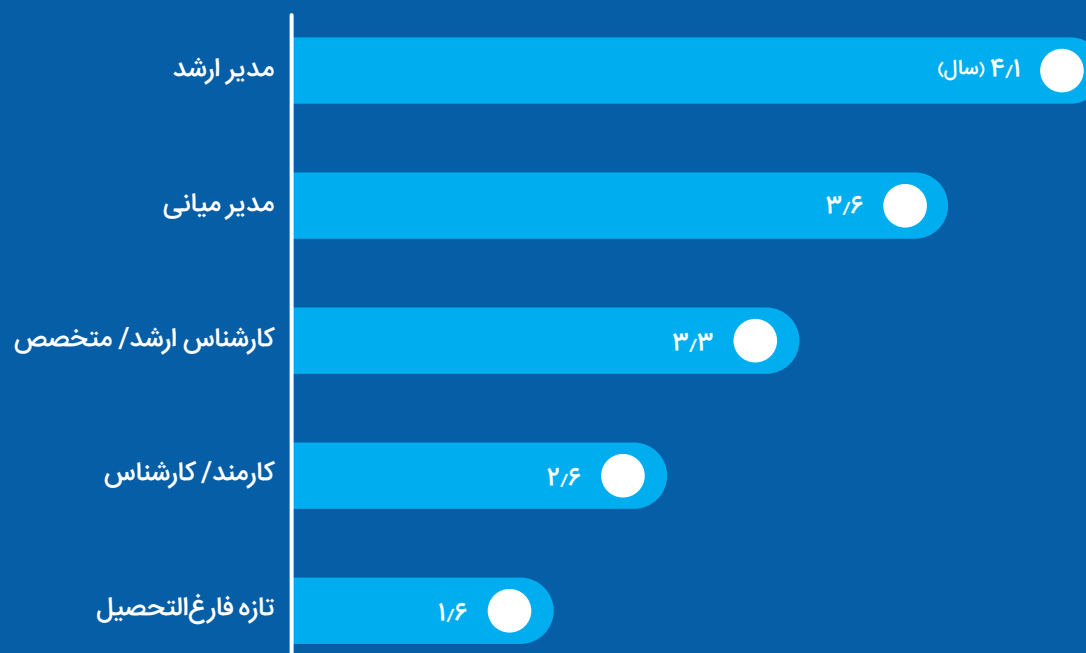 مدیر ارشد
۴٫۱ (سال)
مدیر میانی
۳٫۶
کارشناس ارشد/ متخصص
۳٫۳
کارمند/ کارشناس
۲٫۶
تازه فارغ‌التحصیل
۱٫۶